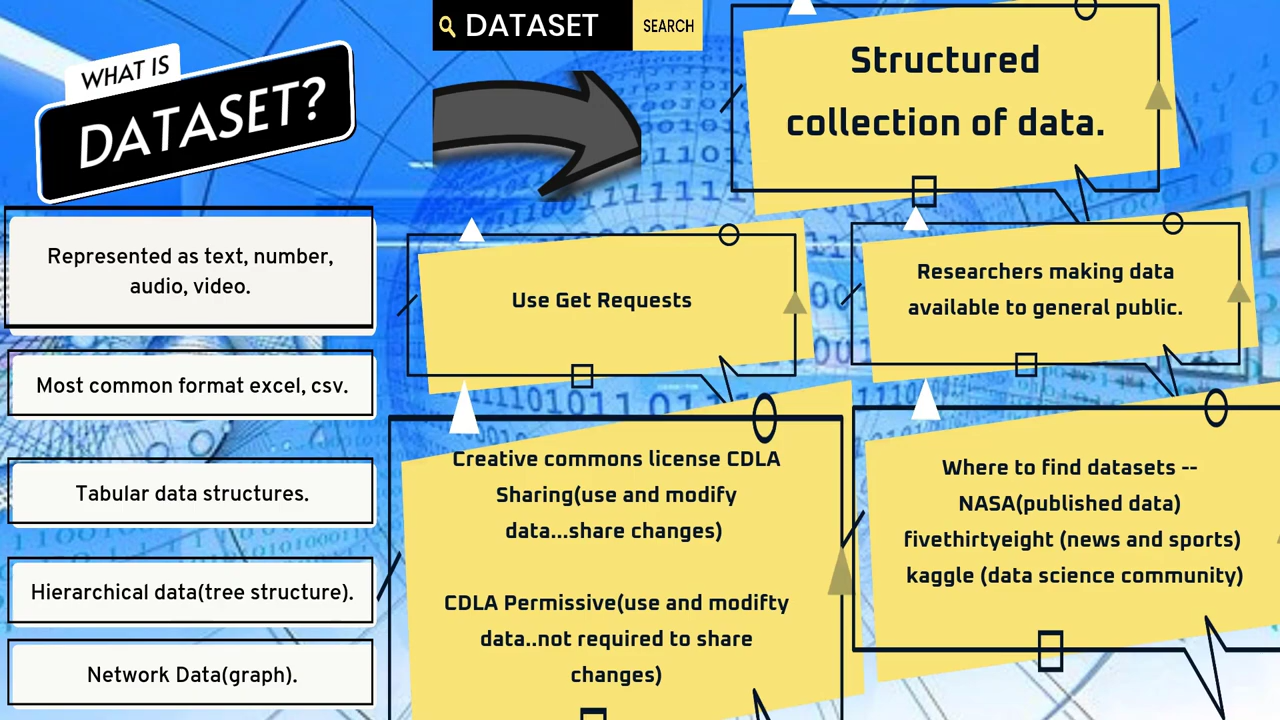 WHAT IS
DATASET?
DATASET
SEARCH
Structured
collection of data.
Represented as text, number,
audio, video.
Most common format excel, csv.
Tabular data structures.
Hierarchical data(tree structure).
Network Data(graph).
Use Get Requests
Researchers making data
available to general public.
Creative commons license CDLA
Sharing(use and modify
data...share changes)
CDLA Permissive(use and modifty
data..not required to share
changes)
Where to find datasets --
NASA(published data)
fivethirtyeight (news and sports)
kaggle (data science community)